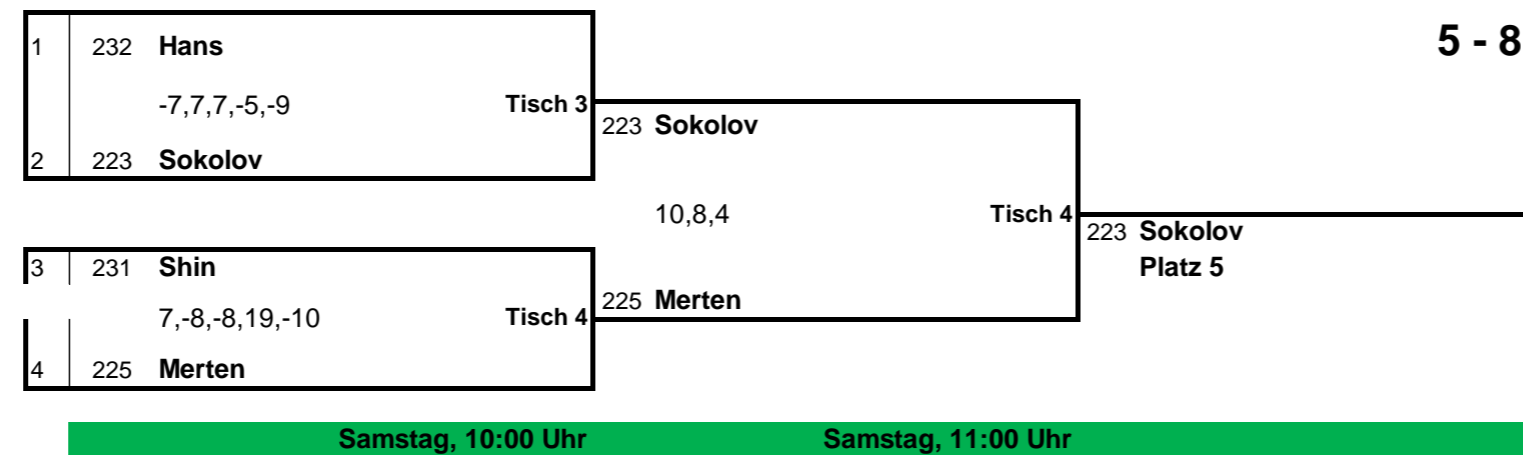 5 - 8
1 232 Hans
-7,7,7,-5,-9 Tisch 3
223 Sokolov
2 223 Sokolov
10,8,4 Tisch 4
223 Sokolov
Platz 5
3 231 Shin
225 Merten
7,-8,-8,19,-10 Tisch 4
4 225 Merten
Samstag, 10:00 Uhr Samstag, 11:00 Uhr